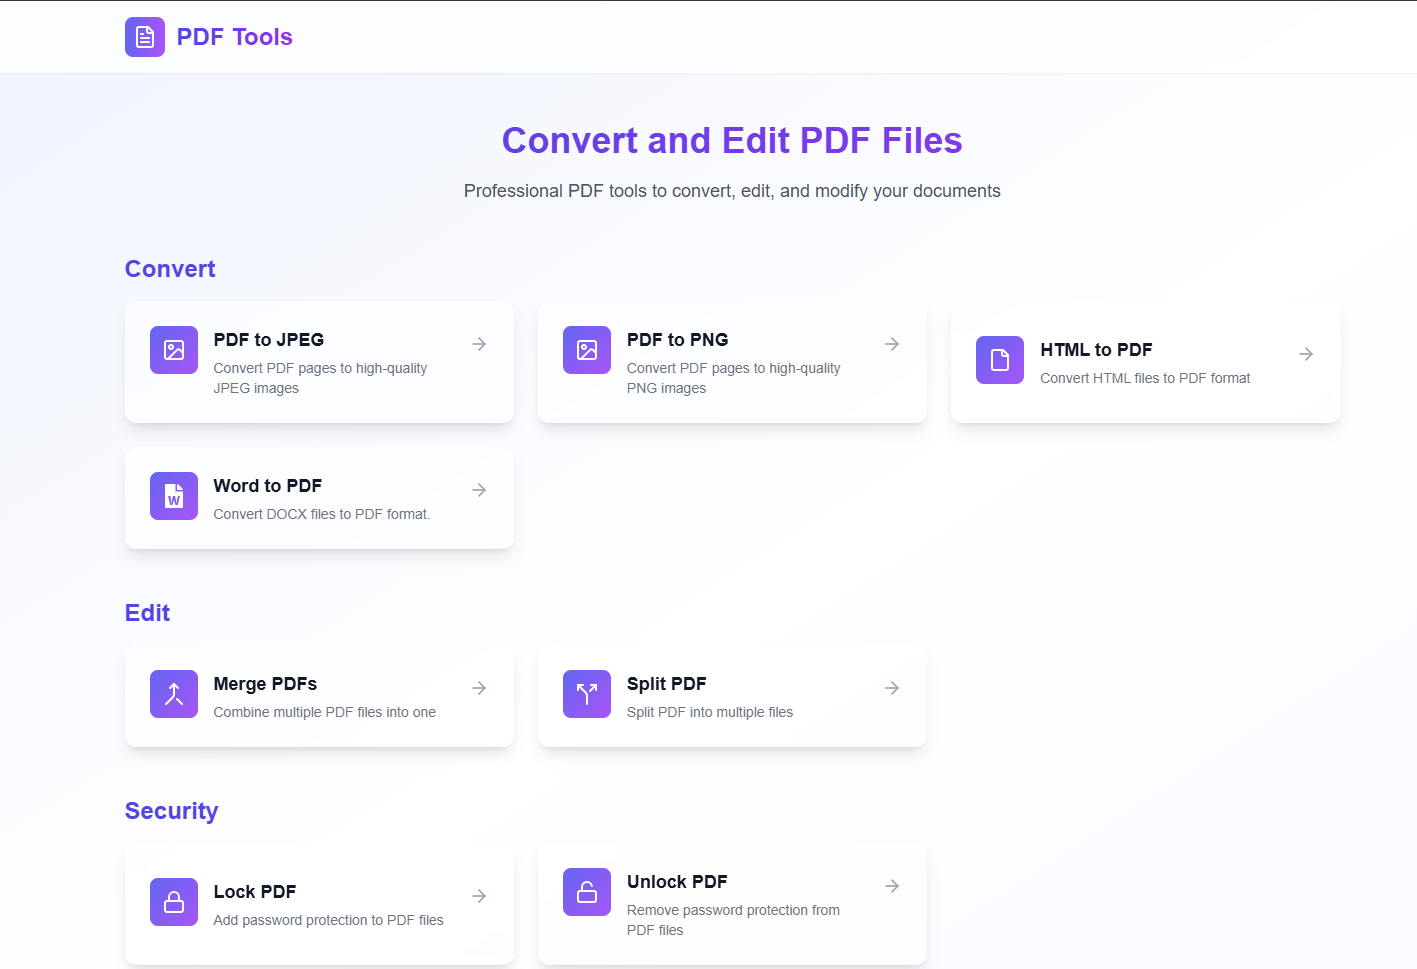 PDF Tools
Convert and Edit PDF Files
Professional PDF tools to convert, edit, and modify your documents
Convert
PDF to JPEG
Convert PDF pages to high-quality
JPEG images
PDF to PNG
Convert PDF pages to high-quality
PNG images
HTML to PDF
Convert HTML files to PDF format
W
Word to PDF
Convert DOCX files to PDF format.
Edit
Merge PDFs
Combine multiple PDF files into one
Split PDF
Split PDF into multiple files
Security
Lock PDF
Add password protection to PDF files
Unlock PDF
Remove password protection from
PDF files